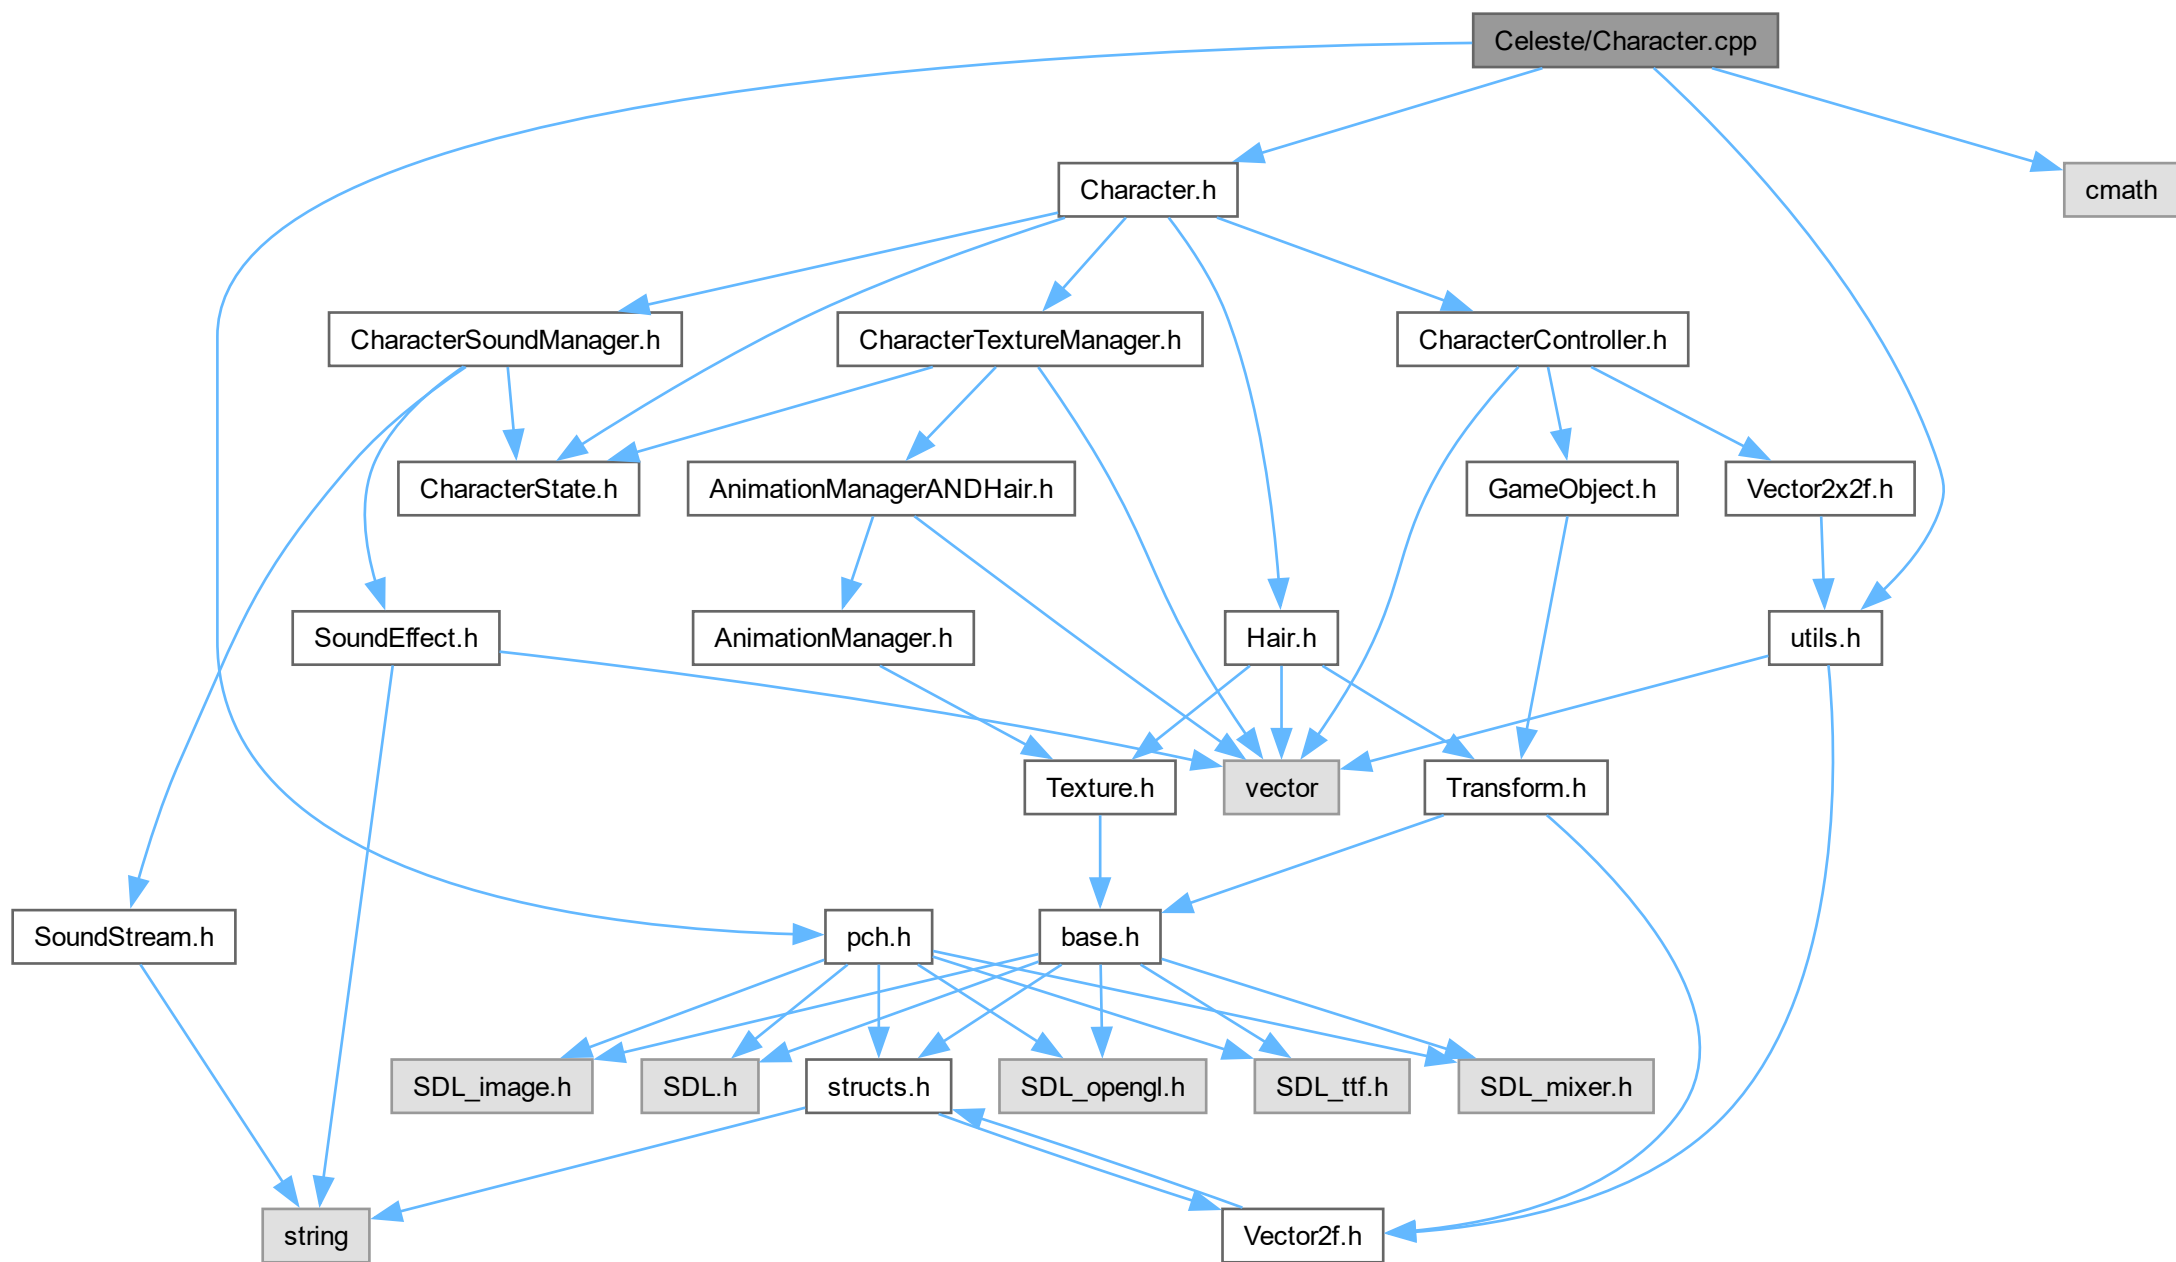 Celeste/Character.cpp
Character.h
cmath
CharacterSoundManager.h
CharacterTextureManager.h
CharacterController.h
CharacterState.h
AnimationManagerANDHair.h
GameObject.h
Vector2x2f.h
SoundEffect.h
AnimationManager.h
Hair.h
utils.h
Texture.h
vector
Transform.h
SoundStream.h
pch.h
base.h
SDL_image.h
SDL.h
structs.h
SDL_opengl.h
SDL_ttf.h
SDL_mixer.h
string
Vector2f.h